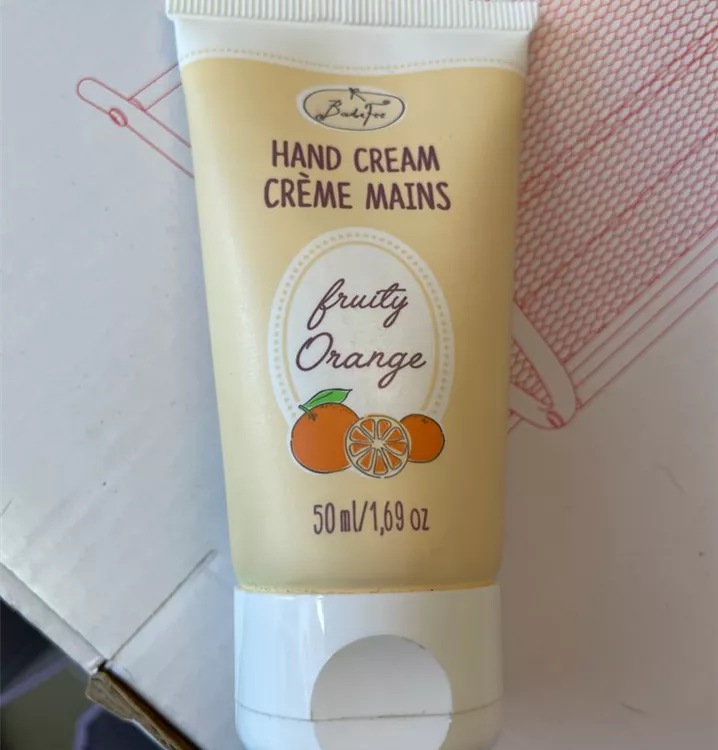 HAND CREAM
CRÈME MAINS
fruity
Orange
50 ml/1,69 oz